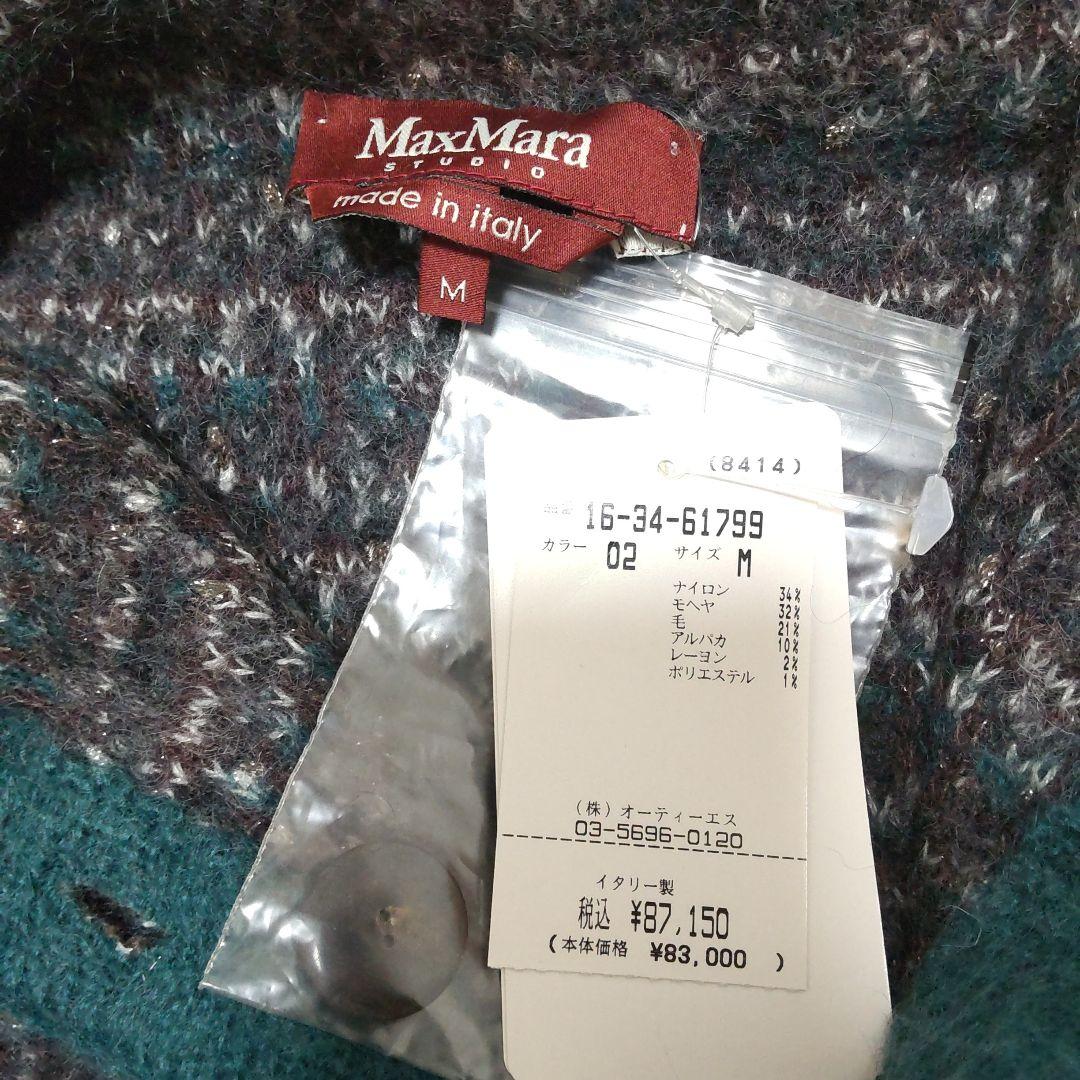 MaxMara
STUDIO
made in italy
M
(8414)
品番 16-34-61799
カラー 02 サイズ M
ナイロン 34%
モヘヤ 32%
毛 21%
アルパカ 10%
レーヨン 2%
ポリエステル 1%
(株)オーティーエス
03-5696-0120
イタリー製
税込 ¥87,150
(本体価格 ¥83,000 )